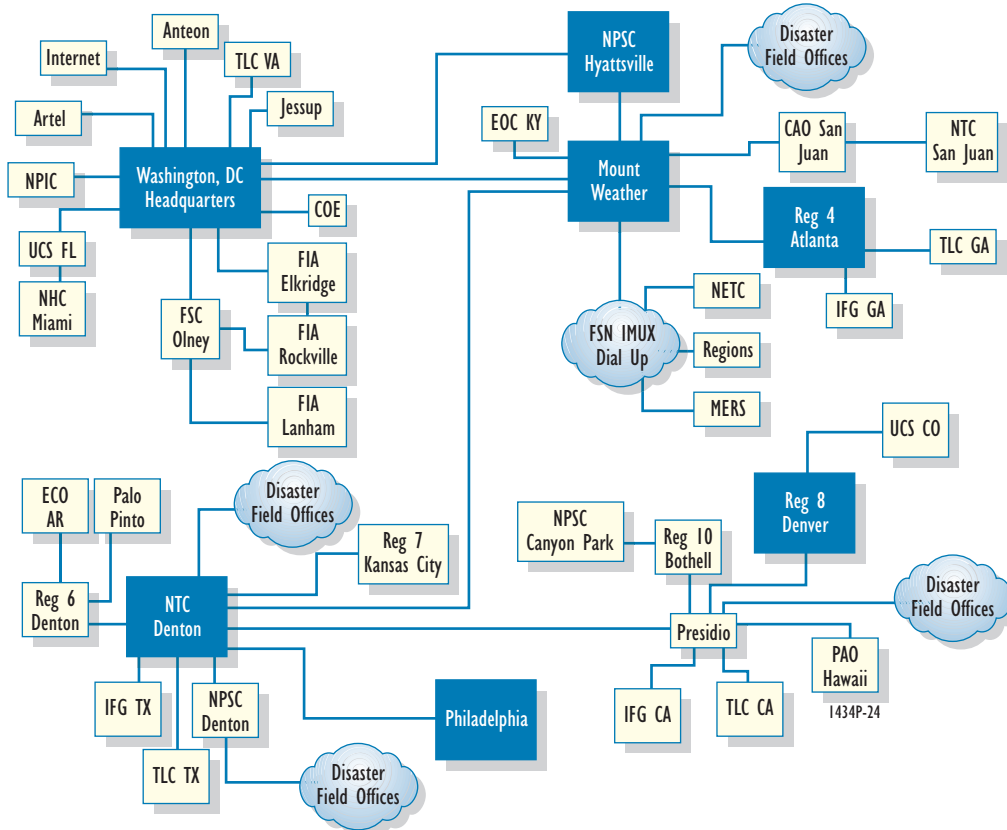 Anteon
Internet
TLC VA
Artel
Jessup
NPIC
Washington, DC
Headquarters
COE
UCS FL
NHC
Miami
FSC
Olney
FIA
Elkridge
FIA
Rockville
FIA
Lanham
NPSC
Hyattsville
Disaster
Field Offices
EOC KY
Mount
Weather
CAO San
Juan
NTC
San Juan
Reg 4
Atlanta
TLC GA
IFG GA
FSN IMUX
Dial Up
NETC
Regions
MERS
UCS CO
Reg 8
Denver
NPSC
Canyon Park
Reg 10
Bothell
Presidio
Disaster
Field Offices
PAO
Hawaii
IFG CA
TLC CA
1434P-24
ECO
AR
Palo
Pinto
Disaster
Field Offices
Reg 7
Kansas City
Reg 6
Denton
NTC
Denton
IFG TX
TLC TX
NPSC
Denton
Philadelphia
Disaster
Field Offices